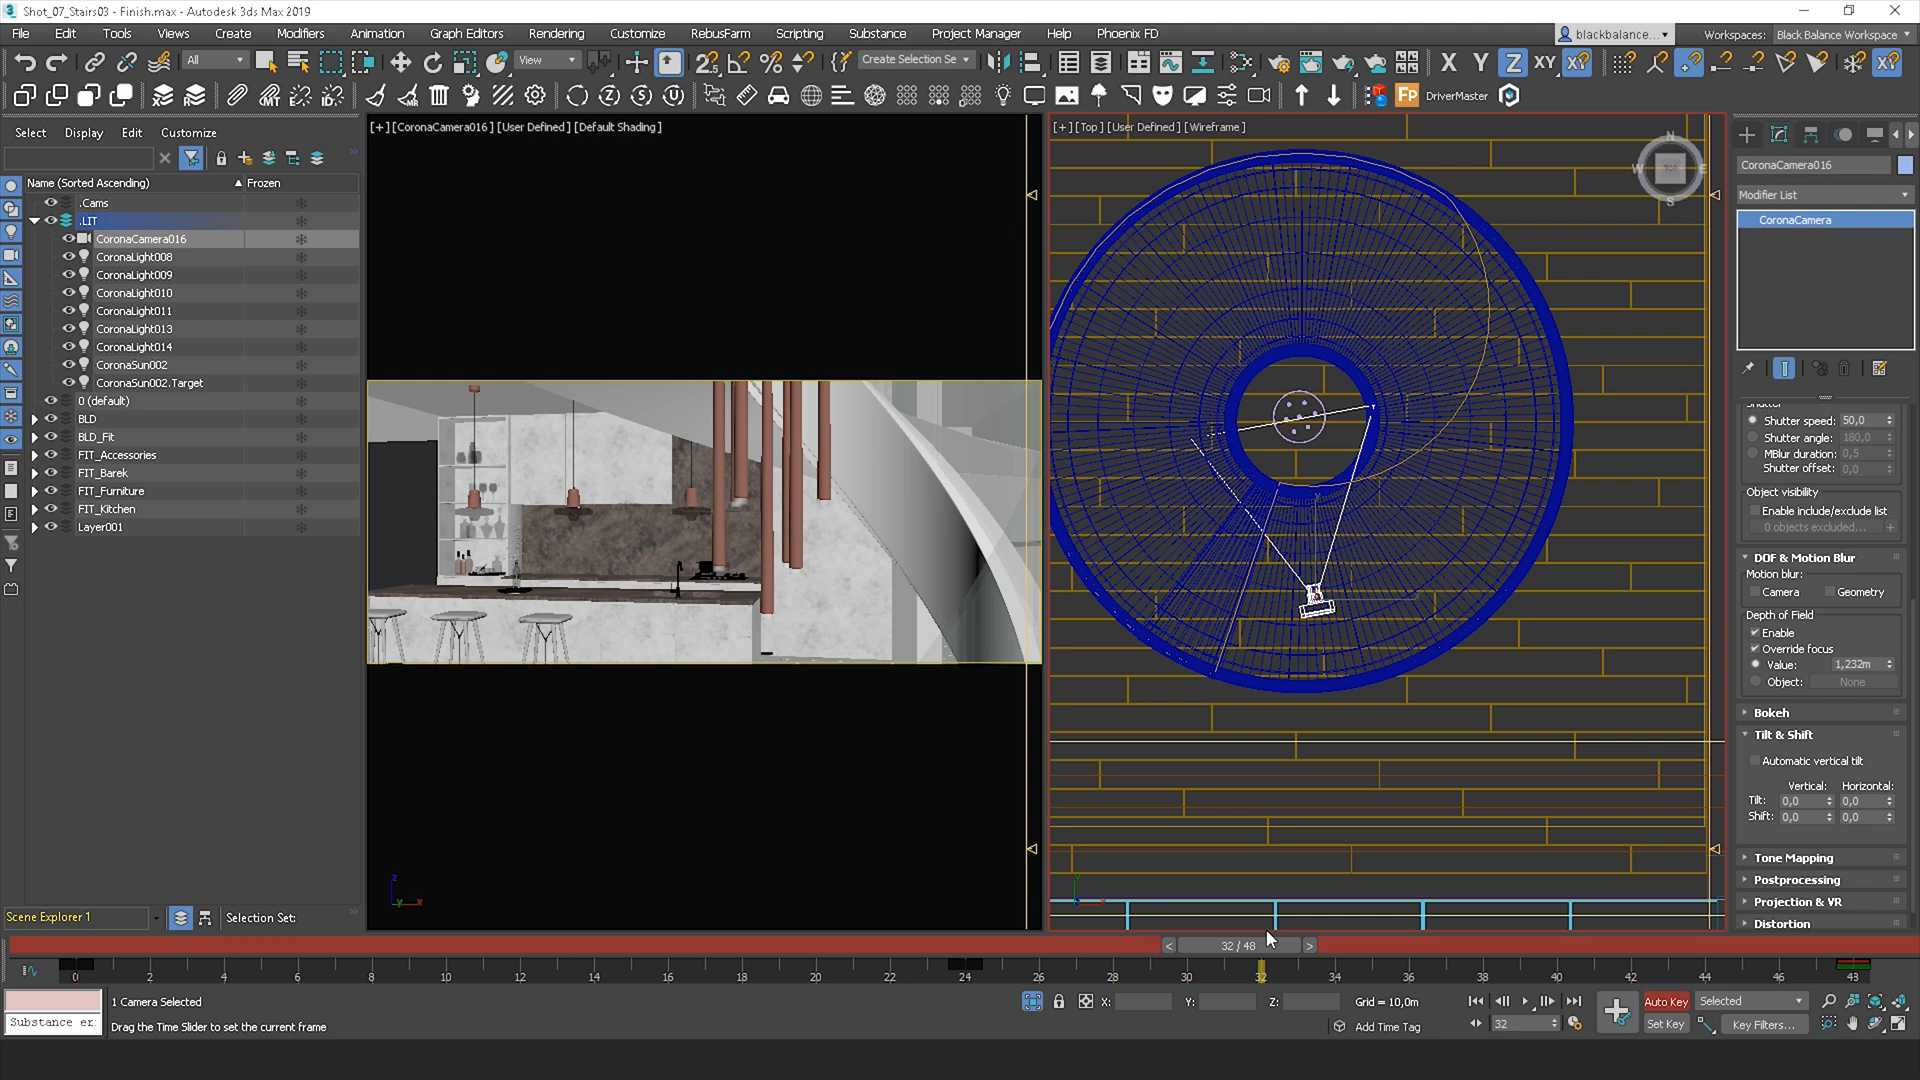 Shot_07_Stairs03 - Finish.max - Autodesk 3ds Max 2019
File Edit Tools Views Create Modifiers Animation Graph Editors Rendering Customize RebusFarm Scripting Substance Project Manager Help Phoenix FD
blackbalance... Workspaces: Black Balance Workspace
All View Create Selection Se X Y Z XY XY
FP DriverMaster
Select Display Edit Customize
Name (Sorted Ascending) Frozen
.Cams
.LIT
CoronaCamera016
CoronaLight008
CoronaLight009
CoronaLight010
CoronaLight011
CoronaLight013
CoronaLight014
CoronaSun002
CoronaSun002.Target
0 (default)
BLD
BLD_Fit
FIT_Accessories
FIT_Barek
FIT_Furniture
FIT_Kitchen
Layer001
Scene Explorer 1 Selection Set:
[+] [CoronaCamera016] [User Defined] [Default Shading]
[+] [Top] [User Defined] [Wireframe]
N
W TOP E
S
CoronaCamera016
Modifier List
CoronaCamera
Shutter
Shutter speed: 50,0
Shutter angle: 180,0
MBlur duration: 0,5
Shutter offset: 0,0
Object visibility
Enable include/exclude list
0 objects excluded... +
DOF & Motion Blur
Motion blur:
Camera Geometry
Depth of Field
Enable
Override focus
Value: 1,232m
Object: None
Bokeh
Tilt & Shift
Automatic vertical tilt
Vertical: Horizontal:
Tilt: 0,0 0,0
Shift: 0,0 0,0
Tone Mapping
Postprocessing
Projection & VR
Distortion
z
y x
< 32 / 48 >
0 2 4 6 8 10 12 14 16 18 20 22 24 26 28 30 32 34 36 38 40 42 44 46 48
1 Camera Selected X: Y: Z: Grid = 10,0m Auto Key Selected
Substance er:
Drag the Time Slider to set the current frame Add Time Tag 32 Set Key Key Filters...